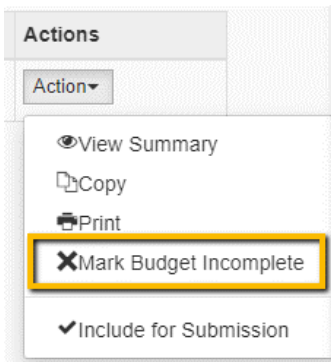 Actions
Action
View Summary
Copy
Print
Mark Budget Incomplete
Include for Submission